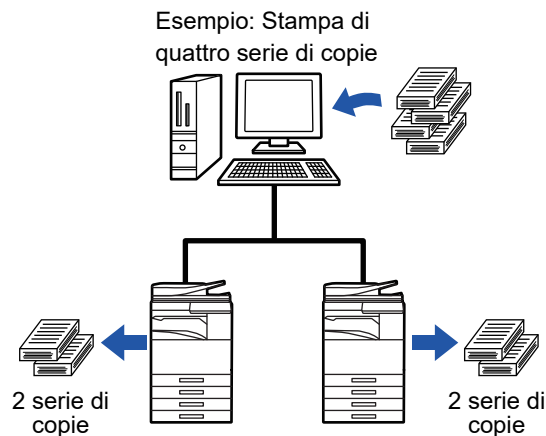 Esempio: Stampa di
quattro serie di copie
2 serie di
copie
2 serie di
copie